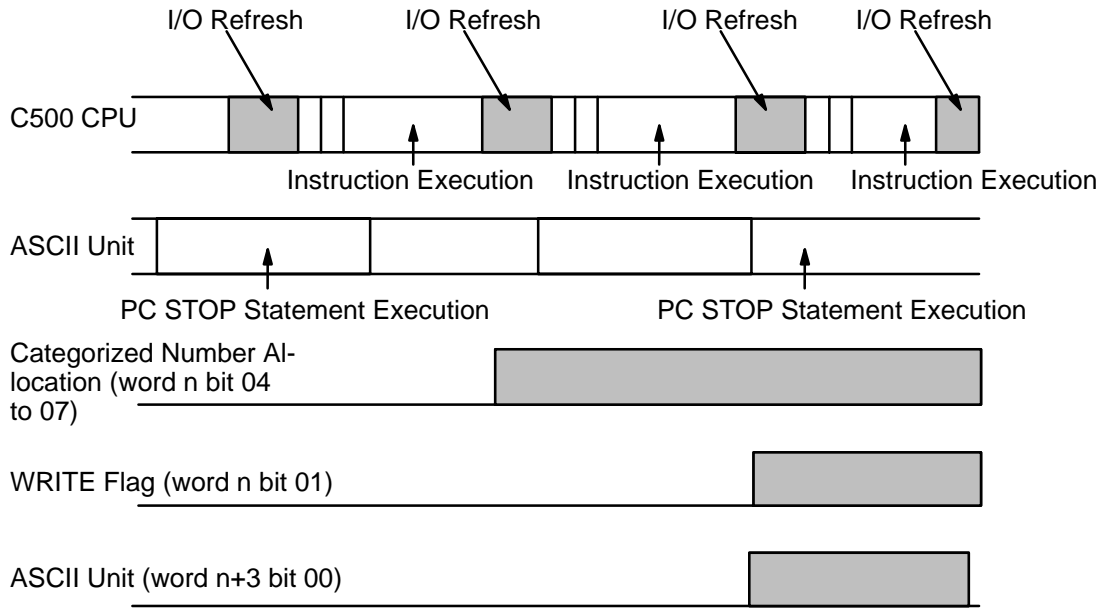 I/O Refresh I/O Refresh I/O Refresh I/O Refresh
C500 CPU
Instruction Execution Instruction Execution Instruction Execution
ASCII Unit
PC STOP Statement Execution PC STOP Statement Execution
Categorized Number Al-
location (word n bit 04
to 07)
WRITE Flag (word n bit 01)
ASCII Unit (word n+3 bit 00)